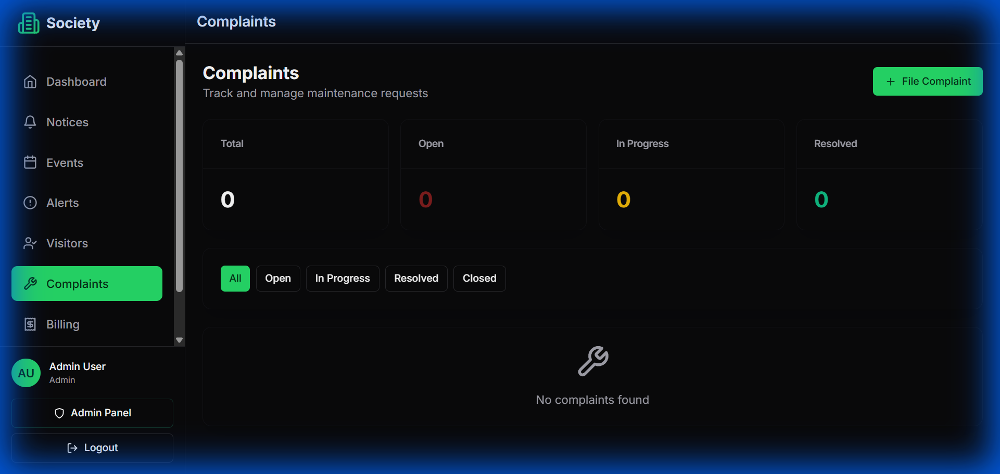 Society
Complaints
Dashboard
Notices
Events
Alerts
Visitors
Complaints
Billing
AU
Admin User
Admin
Admin Panel
Logout
Complaints
Track and manage maintenance requests
+ File Complaint
Total
0
Open
0
In Progress
0
Resolved
0
All
Open
In Progress
Resolved
Closed
No complaints found